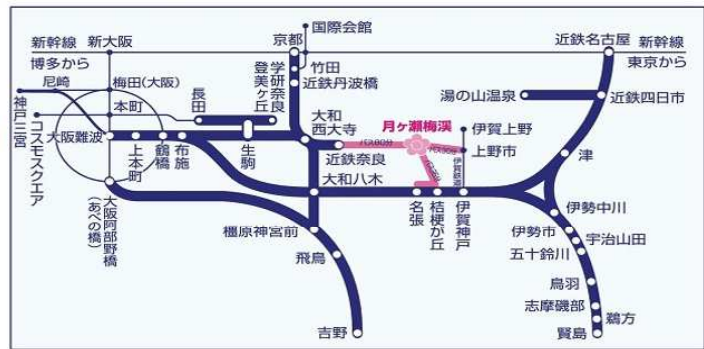 国際会館
新幹線
新大阪
京都
近鉄名古屋
新幹線
博多から
東京から
尼崎
梅田(大阪)
竹田
近鉄丹波橋
学研奈良
登美ヶ丘
長田
本町
神戸三宮
コスモスクエア
大阪難波
上本町
鶴橋
布施
生駒
大和
西大寺
近鉄奈良
月ヶ瀬梅渓
伊賀上野
上野市
伊賀鉄道
湯の山温泉
近鉄四日市
津
大和八木
名張
桔梗が丘
伊賀神戸
伊勢中川
大阪阿部野橋
(あべの橋)
橿原神宮前
飛鳥
吉野
伊勢市
宇治山田
五十鈴川
鳥羽
志摩磯部
鵜方
賢島